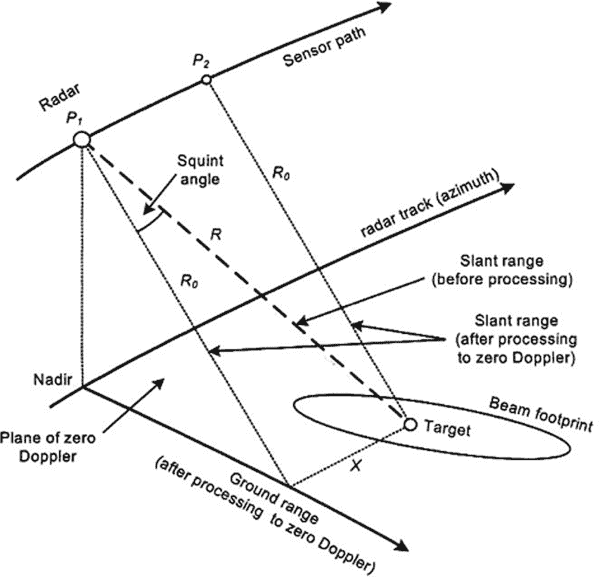 Sensor path
P2
Radar
P1
Squint
angle
R0
radar track (azimuth)
R
R0
Slant range
(before processing)
Slant range
(after processing
to zero Doppler)
Nadir
Beam footprint
Target
Plane of zero
Doppler
X
Ground range
(after processing to zero Doppler)